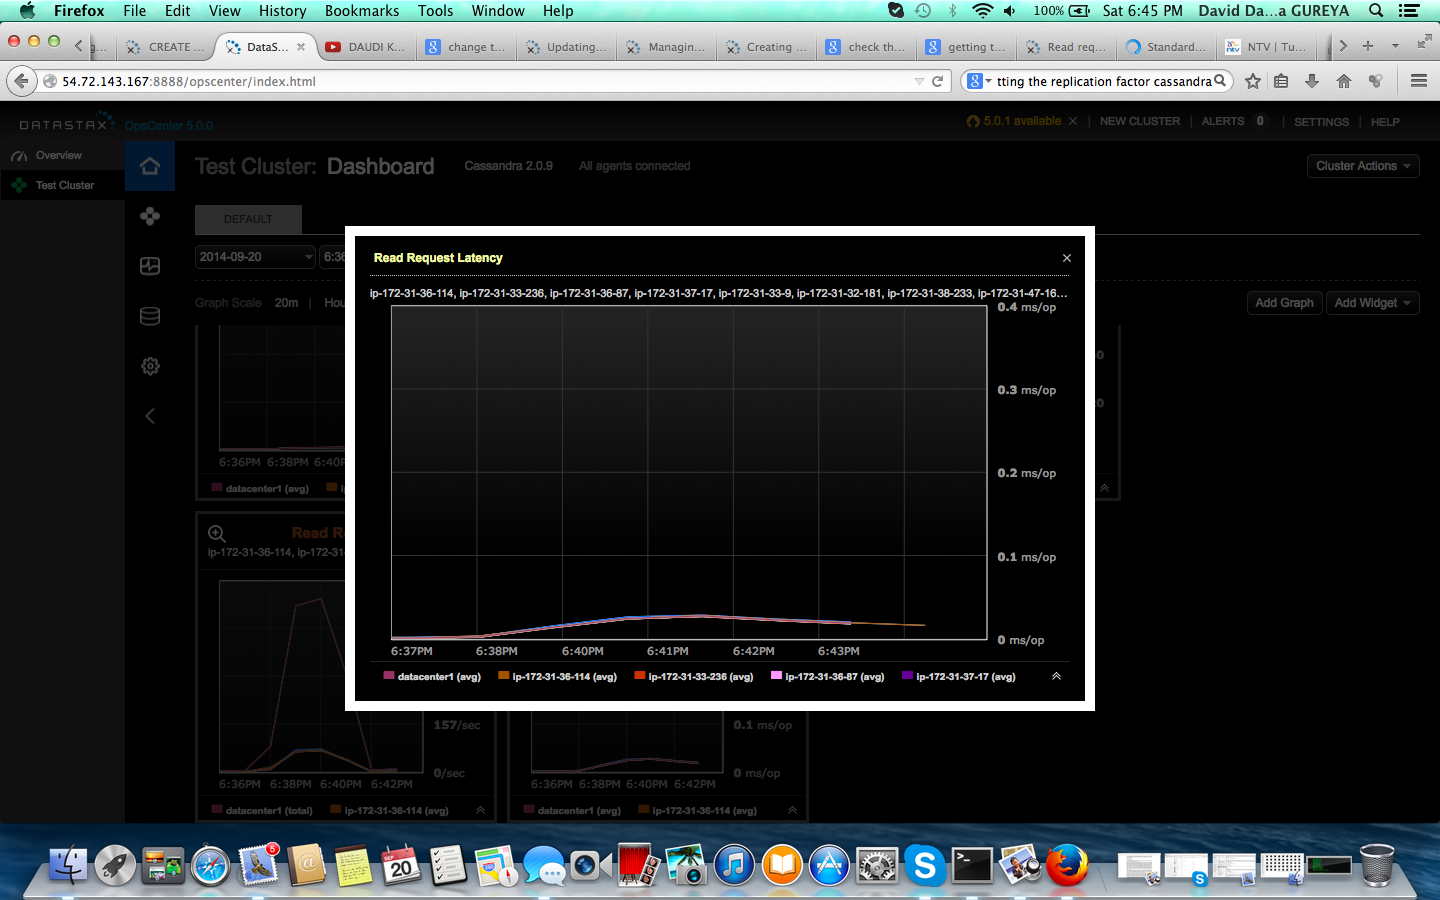 Firefox File Edit View History Bookmarks Tools Window Help 100% Sat 6:45 PM David Da...a GUREYA
CREATE ... DataS... DAUDI K... change t... Updating... Managin... Creating ... check th... getting t... Read req... Standard... NTV | Tu...
54.72.143.167:8888/opscenter/index.html tting the replication factor cassandra
DATASTAX OpsCenter 5.0.0 5.0.1 available × | NEW CLUSTER | ALERTS 0 | SETTINGS | HELP
Overview
Test Cluster
Test Cluster: Dashboard Cassandra 2.0.9 All agents connected Cluster Actions
DEFAULT
2014-09-20 6:36
Graph Scale 20m | Hou
Add Graph Add Widget
Read Request Latency ×
ip-172-31-36-114, ip-172-31-33-236, ip-172-31-36-87, ip-172-31-37-17, ip-172-31-33-9, ip-172-31-32-181, ip-172-31-38-233, ip-172-31-47-16...
0.4 ms/op
0.3 ms/op
0.2 ms/op
0.1 ms/op
0 ms/op
6:37PM 6:38PM 6:40PM 6:41PM 6:42PM 6:43PM
datacenter1 (avg) ip-172-31-36-114 (avg) ip-172-31-33-236 (avg) ip-172-31-36-87 (avg) ip-172-31-37-17 (avg)
6:36PM 6:38PM 6:40P
datacenter1 (avg)
Read R
ip-172-31-36-114, ip-172-31
157/sec
0/sec
6:36PM 6:38PM 6:40PM 6:42PM
datacenter1 (total) ip-172-31-36-114 (avg)
0.1 ms/op
0 ms/op
6:36PM 6:38PM 6:40PM 6:42PM
datacenter1 (avg) ip-172-31-36-114 (avg)
5
SEP
20